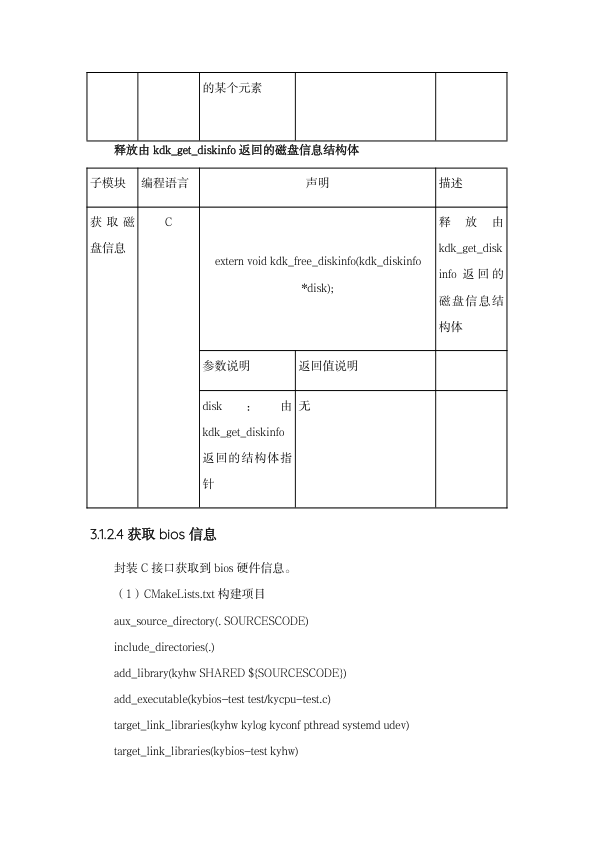 的某个元素
释放由 kdk_get_diskinfo 返回的磁盘信息结构体
子模块 编程语言 声明 描述
获取磁
盘信息
C
extern void kdk_free_diskinfo(kdk_diskinfo
*disk);
释放由
kdk_get_disk
info 返回的
磁盘信息结
构体
参数说明 返回值说明
disk ： 由
kdk_get_diskinfo
返回的结构体指
针
无
3.1.2.4 获取 bios 信息
封装 C 接口获取到 bios 硬件信息。
（1）CMakeLists.txt 构建项目
aux_source_directory(. SOURCESCODE)
include_directories(.)
add_library(kyhw SHARED ${SOURCESCODE})
add_executable(kybios-test test/kycpu-test.c)
target_link_libraries(kyhw kylog kyconf pthread systemd udev)
target_link_libraries(kybios-test kyhw)